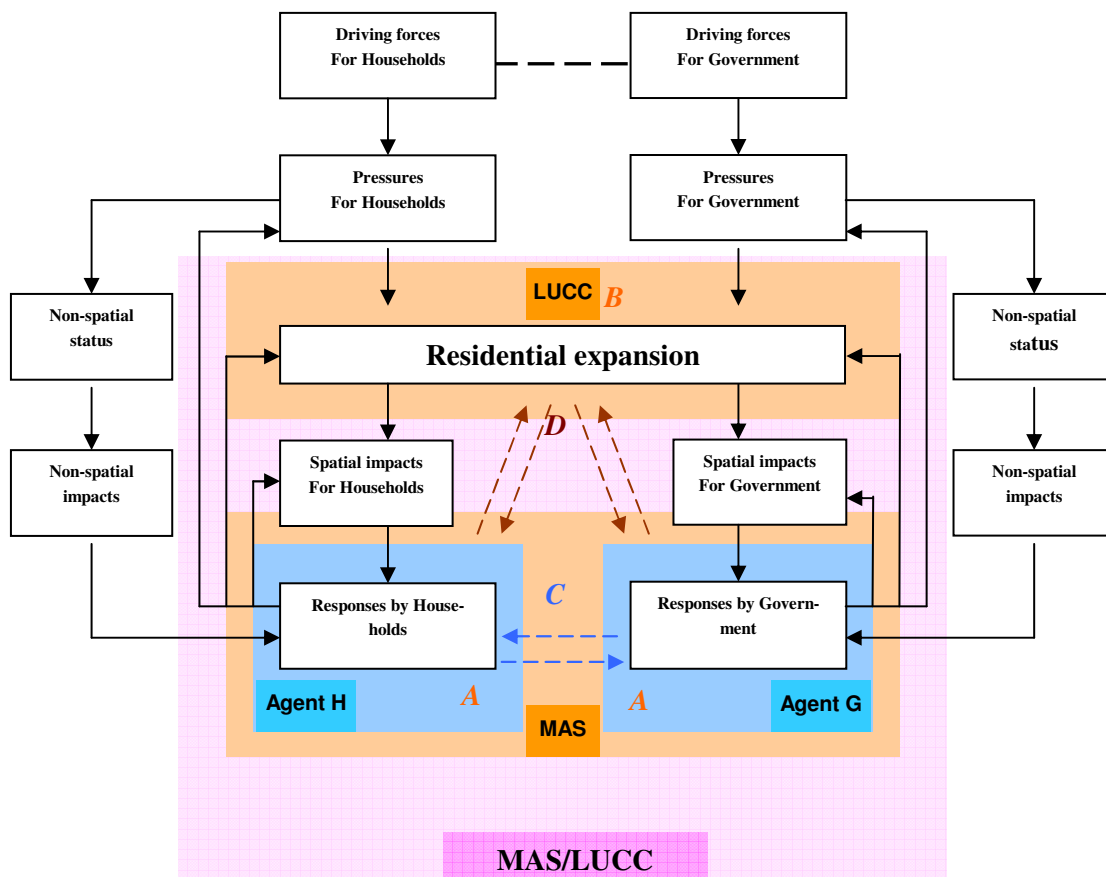 Driving forces
For Households
Driving forces
For Government
Pressures
For Households
Pressures
For Government
LUCC
B
Non-spatial
status
Residential expansion
Non-spatial
status
D
Non-spatial
impacts
Spatial impacts
For Households
Spatial impacts
For Government
Non-spatial
impacts
Responses by House-
holds
C
Responses by Govern-
ment
Agent H
A
A
Agent G
MAS
MAS/LUCC